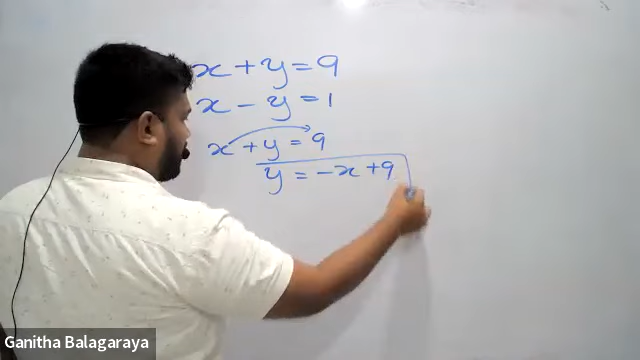 x + y = 9
x - y = 1
x + y = 9
y = -x + 9
Ganitha Balagaraya